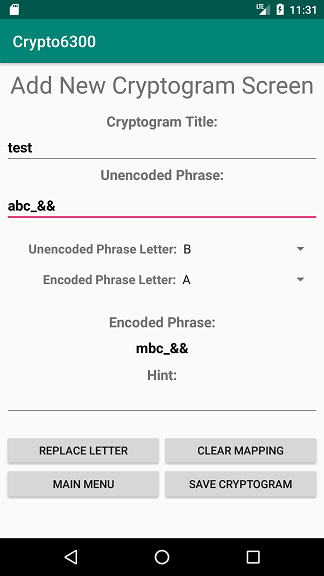 LTE 11:31
Crypto6300
Add New Cryptogram Screen
Cryptogram Title:
test
Unencoded Phrase:
abc_&&
Unencoded Phrase Letter: B
Encoded Phrase Letter: A
Encoded Phrase:
mbc_&&
Hint:
REPLACE LETTER CLEAR MAPPING
MAIN MENU SAVE CRYPTOGRAM